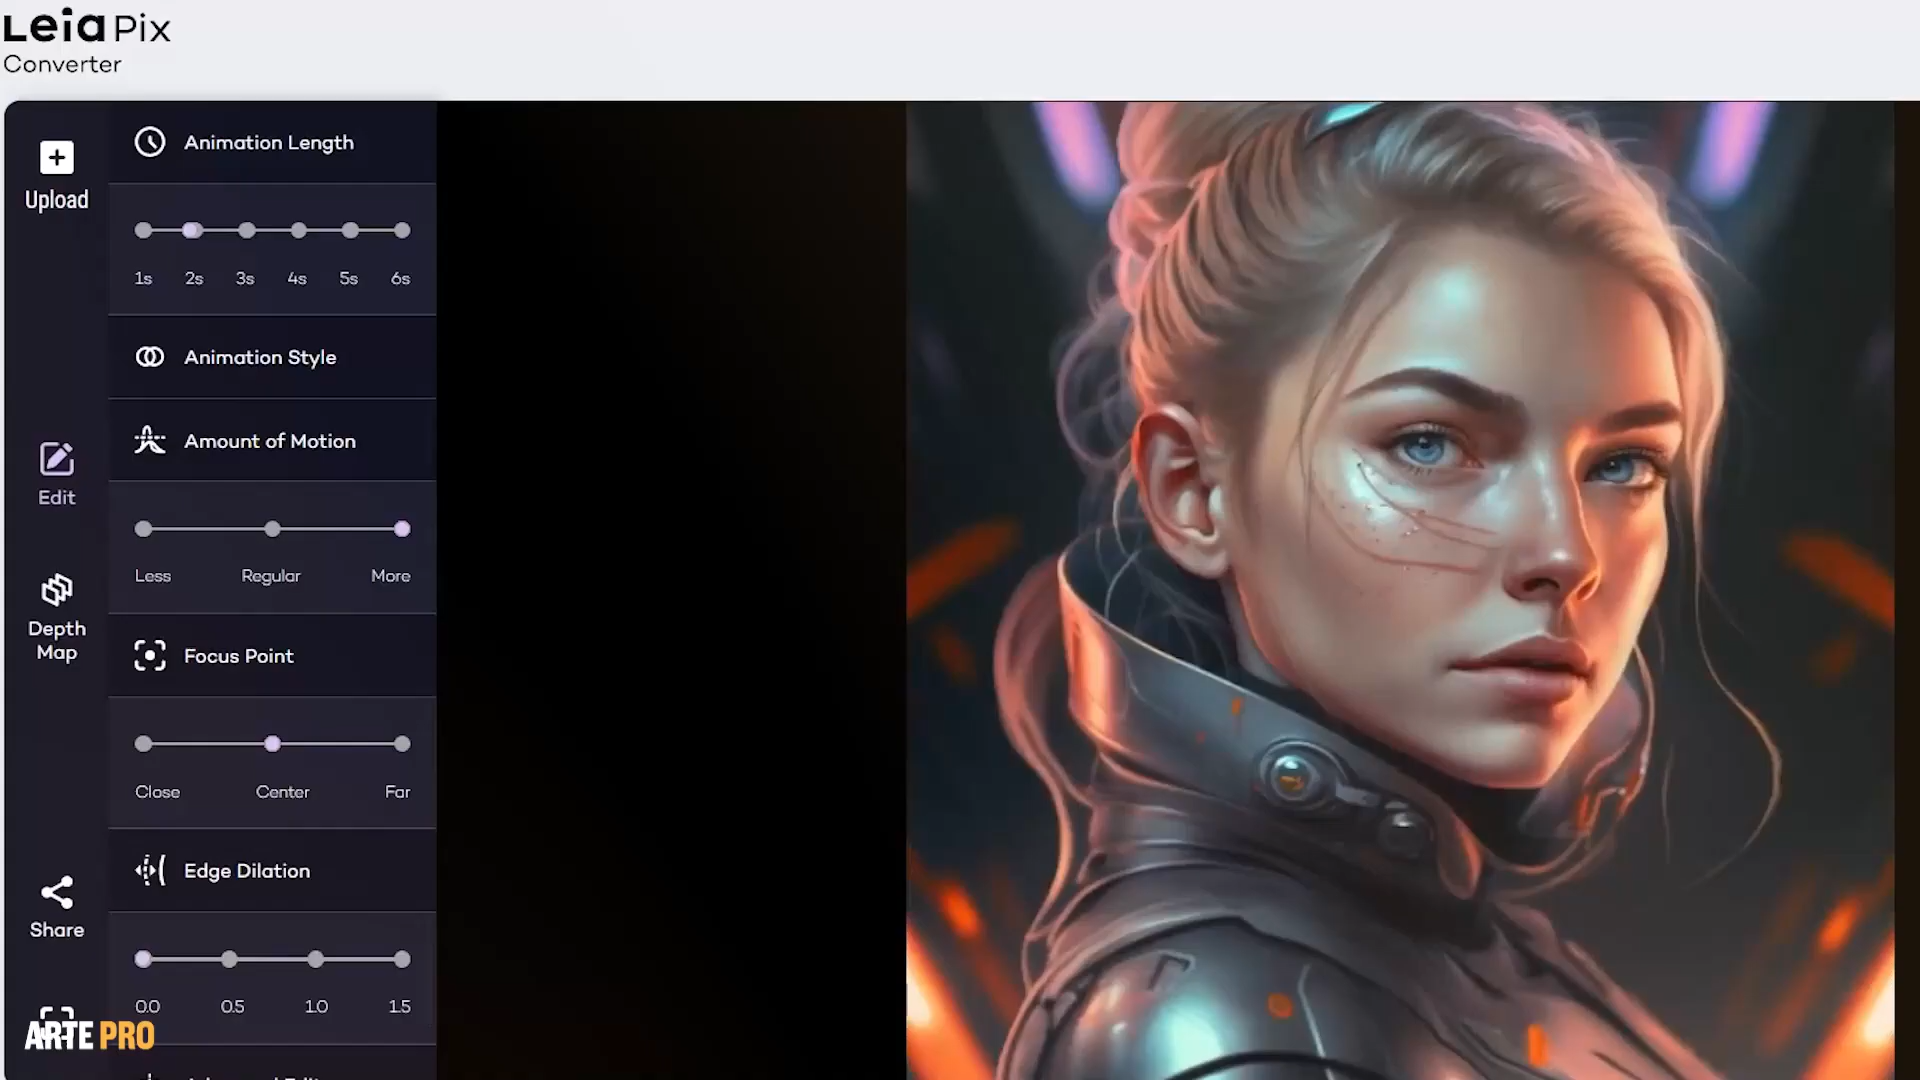 Leia Pix
Converter
Upload
Edit
Depth
Map
Share
Animation Length
1s 2s 3s 4s 5s 6s
Animation Style
Amount of Motion
Less Regular More
Focus Point
Close Center Far
Edge Dilation
0.0 0.5 1.0 1.5
ARTE PRO